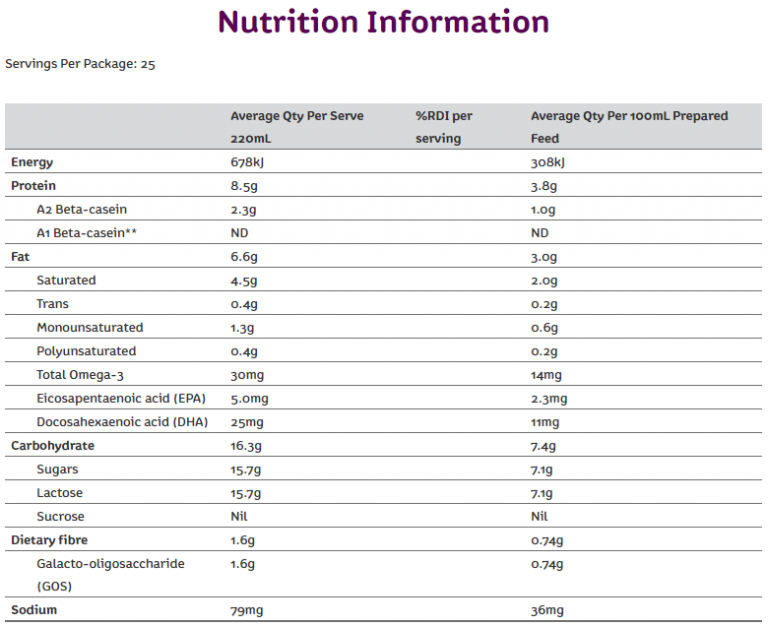 Nutrition Information
Servings Per Package: 25
Average Qty Per Serve 220mL %RDI per serving Average Qty Per 100mL Prepared Feed
Energy 678kJ 308kJ
Protein 8.5g 3.8g
A2 Beta-casein 2.3g 1.0g
A1 Beta-casein** ND ND
Fat 6.6g 3.0g
Saturated 4.5g 2.0g
Trans 0.4g 0.2g
Monounsaturated 1.3g 0.6g
Polyunsaturated 0.4g 0.2g
Total Omega-3 30mg 14mg
Eicosapentaenoic acid (EPA) 5.0mg 2.3mg
Docosahexaenoic acid (DHA) 25mg 11mg
Carbohydrate 16.3g 7.4g
Sugars 15.7g 7.1g
Lactose 15.7g 7.1g
Sucrose Nil Nil
Dietary fibre 1.6g 0.74g
Galacto-oligosaccharide (GOS) 1.6g 0.74g
Sodium 79mg 36mg